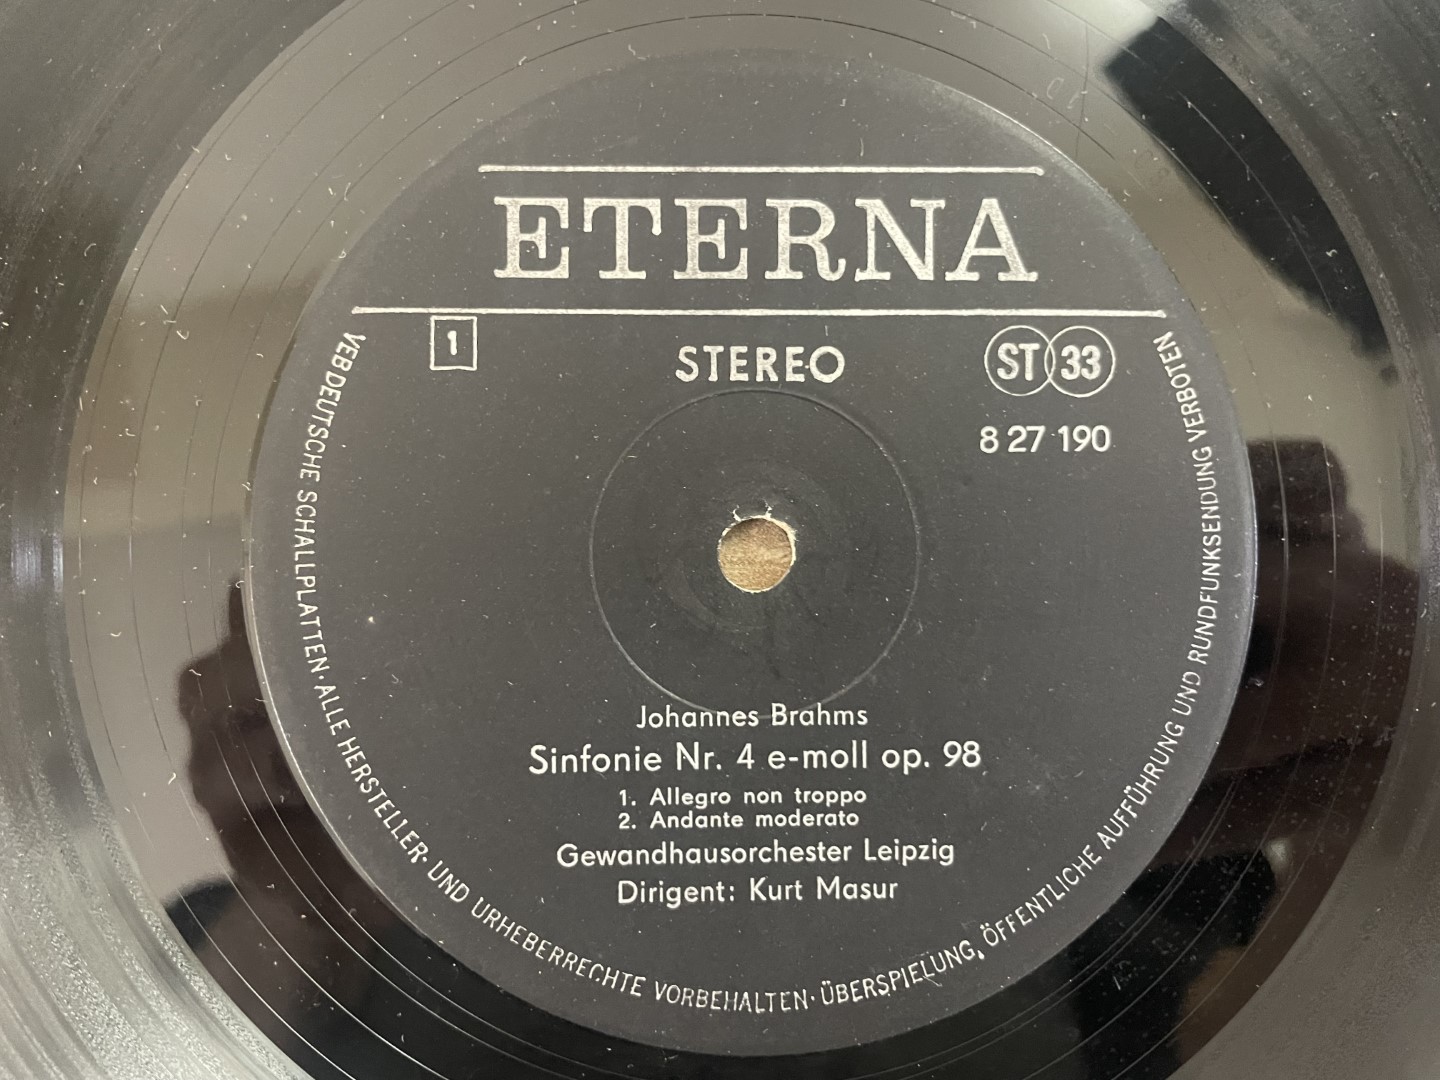 ETERNA
1
STEREO
ST 33
8 27 190
Johannes Brahms
Sinfonie Nr. 4 e-moll op. 98
1. Allegro non troppo
2. Andante moderato
Gewandhausorchester Leipzig
Dirigent: Kurt Masur
VEB DEUTSCHE SCHALLPLATTEN · ALLE HERSTELLER- UND URHEBERRECHTE VORBEHALTEN · ÜBERSPIELUNG, ÖFFENTLICHE AUFFÜHRUNG UND RUNDFUNKSENDUNG VERBOTEN